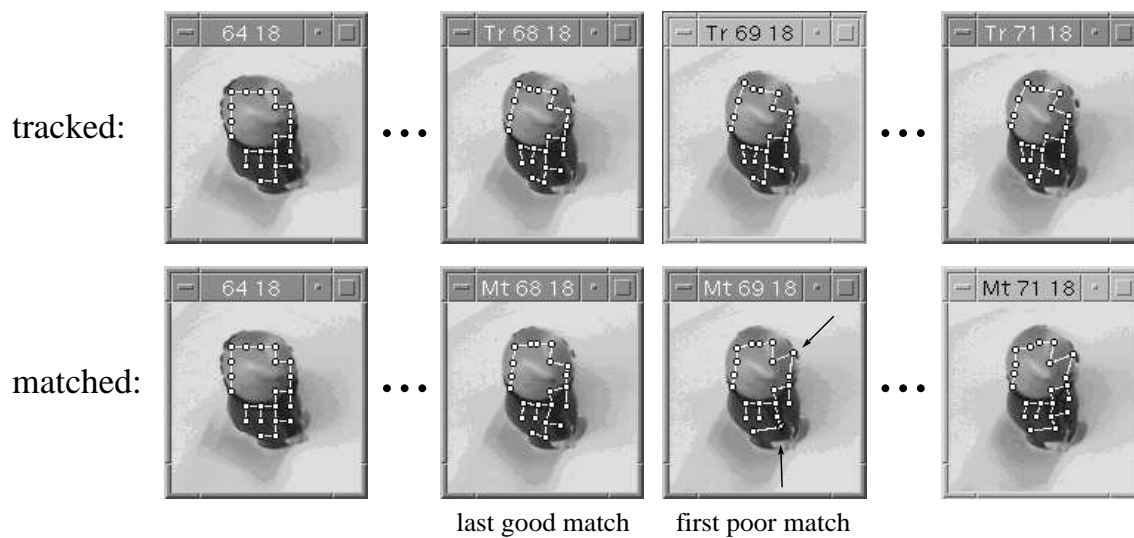 64 18
Tr 68 18
Tr 69 18
Tr 71 18
tracked:
64 18
Mt 68 18
Mt 69 18
Mt 71 18
matched:
last good match
first poor match